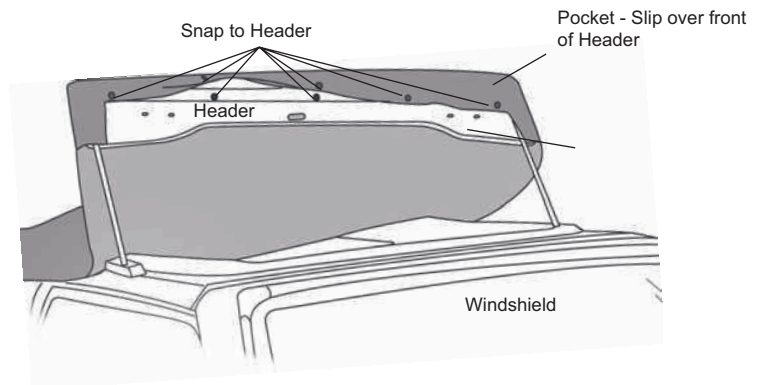 Snap to Header
Pocket - Slip over front
of Header
Header
Windshield